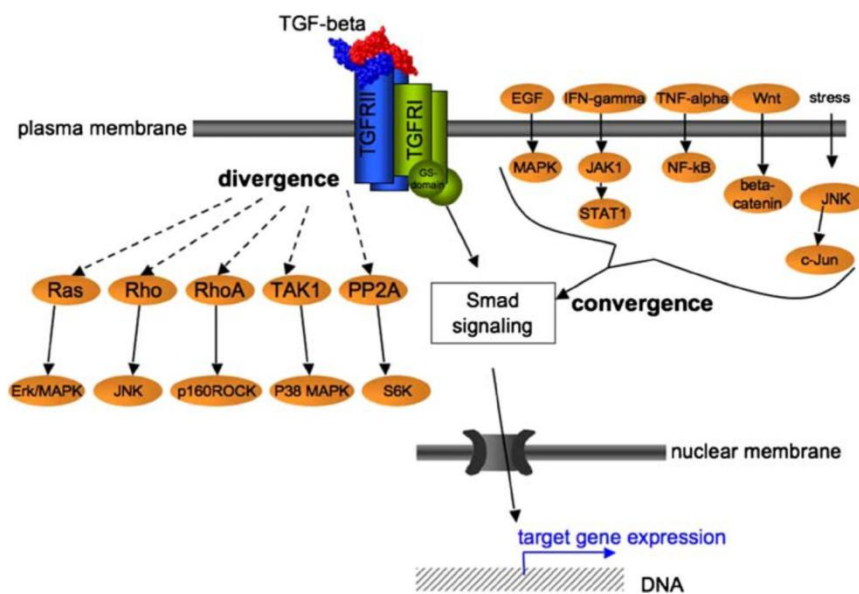 TGF-beta
plasma membrane
TGFRII
TGFRI
GS-
domain
EGF
IFN-gamma
TNF-alpha
Wnt
stress
MAPK
JAK1
NF-kB
beta-
catenin
JNK
STAT1
c-Jun
divergence
Ras
Rho
RhoA
TAK1
PP2A
Smad
signaling
convergence
Erk/MAPK
JNK
p160ROCK
P38 MAPK
S6K
nuclear membrane
target gene expression
DNA